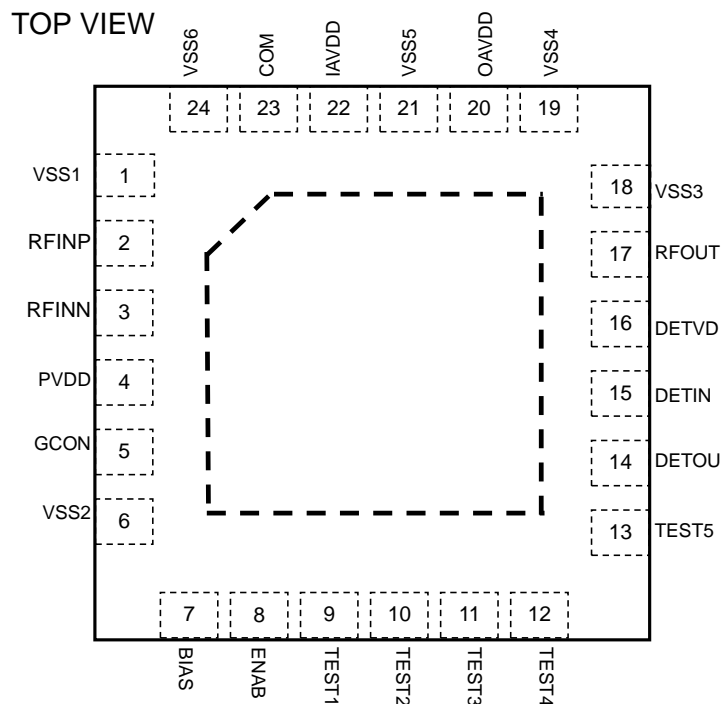 TOP VIEW
VSS6 COM IAVDD VSS5 OAVDD VSS4
24 23 22 21 20 19
VSS1 1 18 VSS3
RFINP 2 17 RFOUT
RFINN 3 16 DETVD
PVDD 4 15 DETIN
GCON 5 14 DETOU
VSS2 6 13 TEST5
7 8 9 10 11 12
BIAS ENAB TEST1 TEST2 TEST3 TEST4